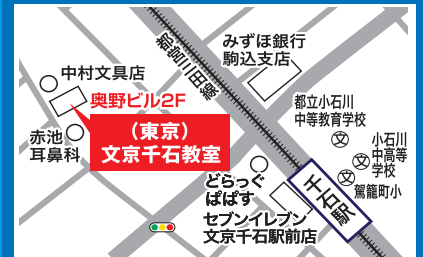 みずほ銀行
駒込支店
都営三田線
中村文具店
奥野ビル2F
(東京)
文京千石教室
赤池
耳鼻科
都立小石川
中等教育学校
文
小石川
中高等
学校
文
文
駕籠町小
どらっぐ
ぱぱす
セブンイレブン
文京千石駅前店
千石駅